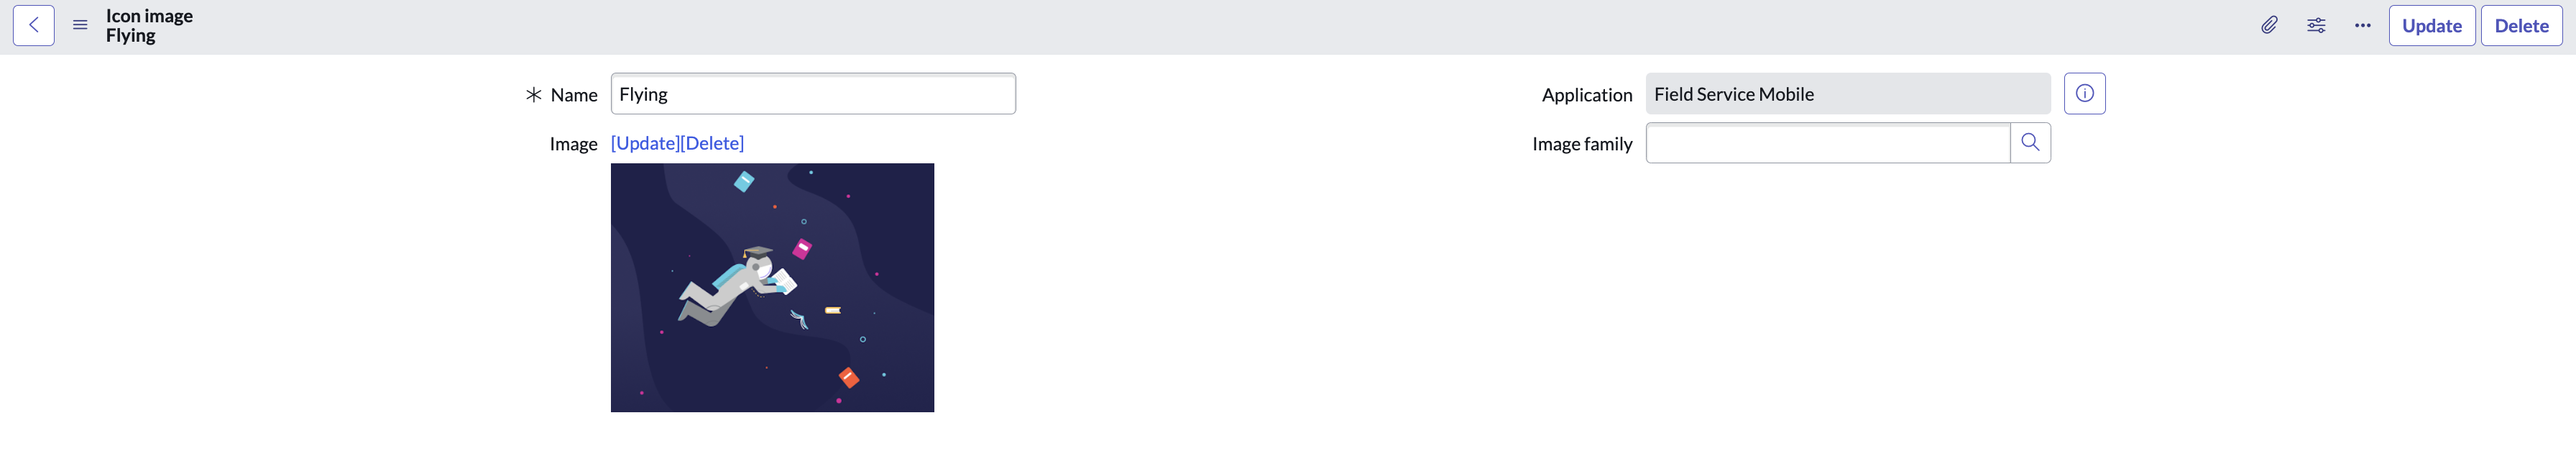 Icon image
Flying
Update
Delete
Name
Flying
Application
Field Service Mobile
Image
[Update][Delete]
Image family